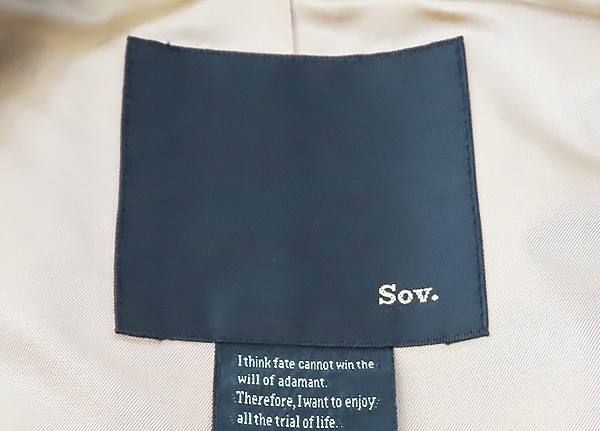 Sov.
I think fate cannot win the
will of adamant.
Therefore, I want to enjoy
all the trial of life.